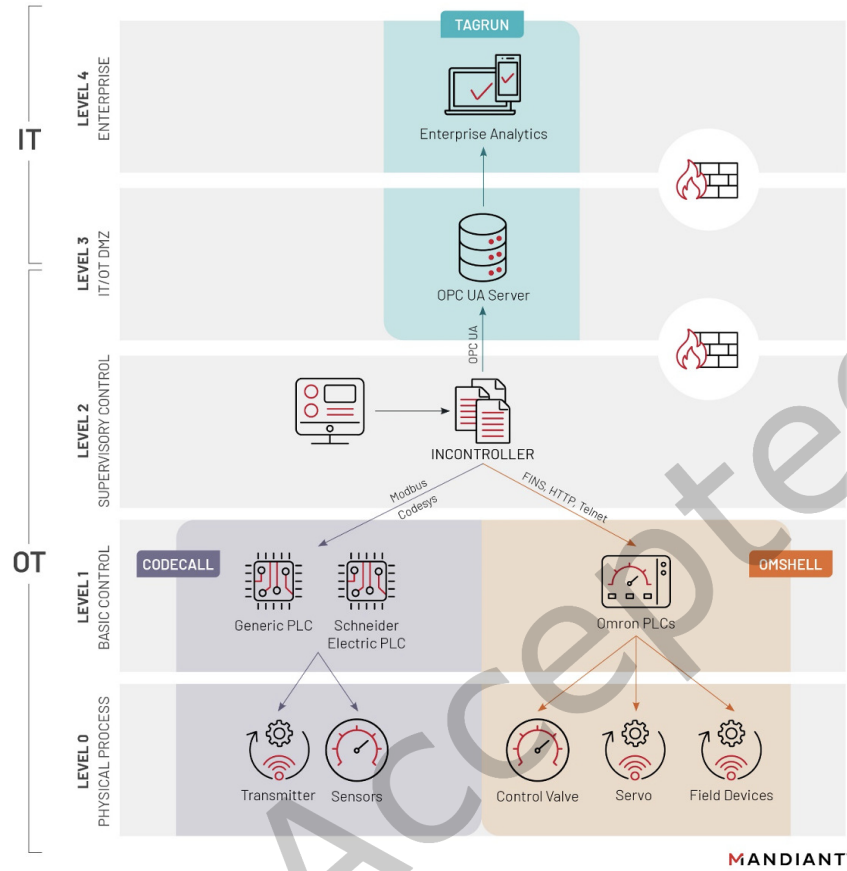 TAGRUN
IT
LEVEL 4
ENTERPRISE
Enterprise Analytics
LEVEL 3
IT/OT DMZ
OPC UA Server
OPC UA
OT
LEVEL 2
SUPERVISORY CONTROL
INCONTROLLER
Modbus
Codesys
FINS, HTTP, Telnet
LEVEL 1
BASIC CONTROL
CODECALL
OMSHELL
Generic PLC
Schneider
Electric PLC
Omron PLCs
LEVEL 0
PHYSICAL PROCESS
Transmitter
Sensors
Control Valve
Servo
Field Devices
MANDIANT